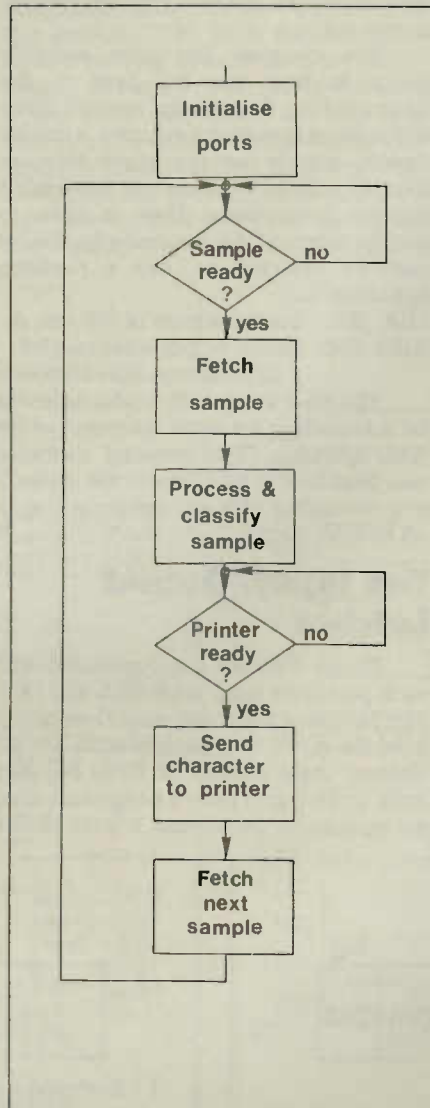 Initialise
ports
Sample
ready
?
no
yes
Fetch
sample
Process &
classify
sample
Printer
ready
?
no
yes
Send
character
to printer
Fetch
next
sample